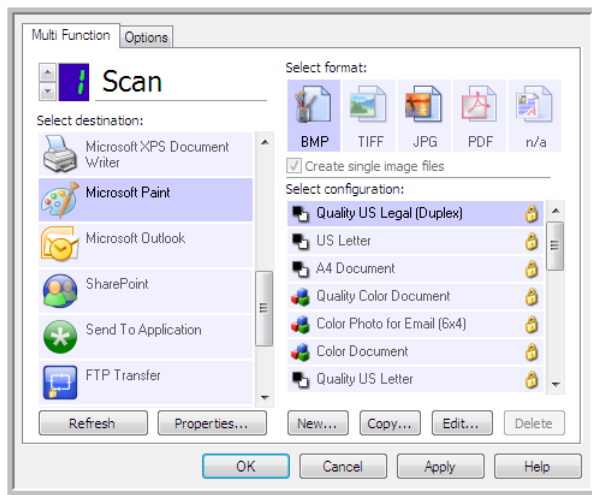 Multi Function
Options
1
Scan
Select destination:
Microsoft XPS Document
Writer
Microsoft Paint
Microsoft Outlook
SharePoint
Send To Application
FTP Transfer
Refresh
Properties...
Select format:
BMP
TIFF
JPG
PDF
n/a
Create single image files
Select configuration:
Quality US Legal (Duplex)
US Letter
A4 Document
Quality Color Document
Color Photo for Email (6x4)
Color Document
Quality US Letter
New...
Copy...
Edit...
Delete
OK
Cancel
Apply
Help